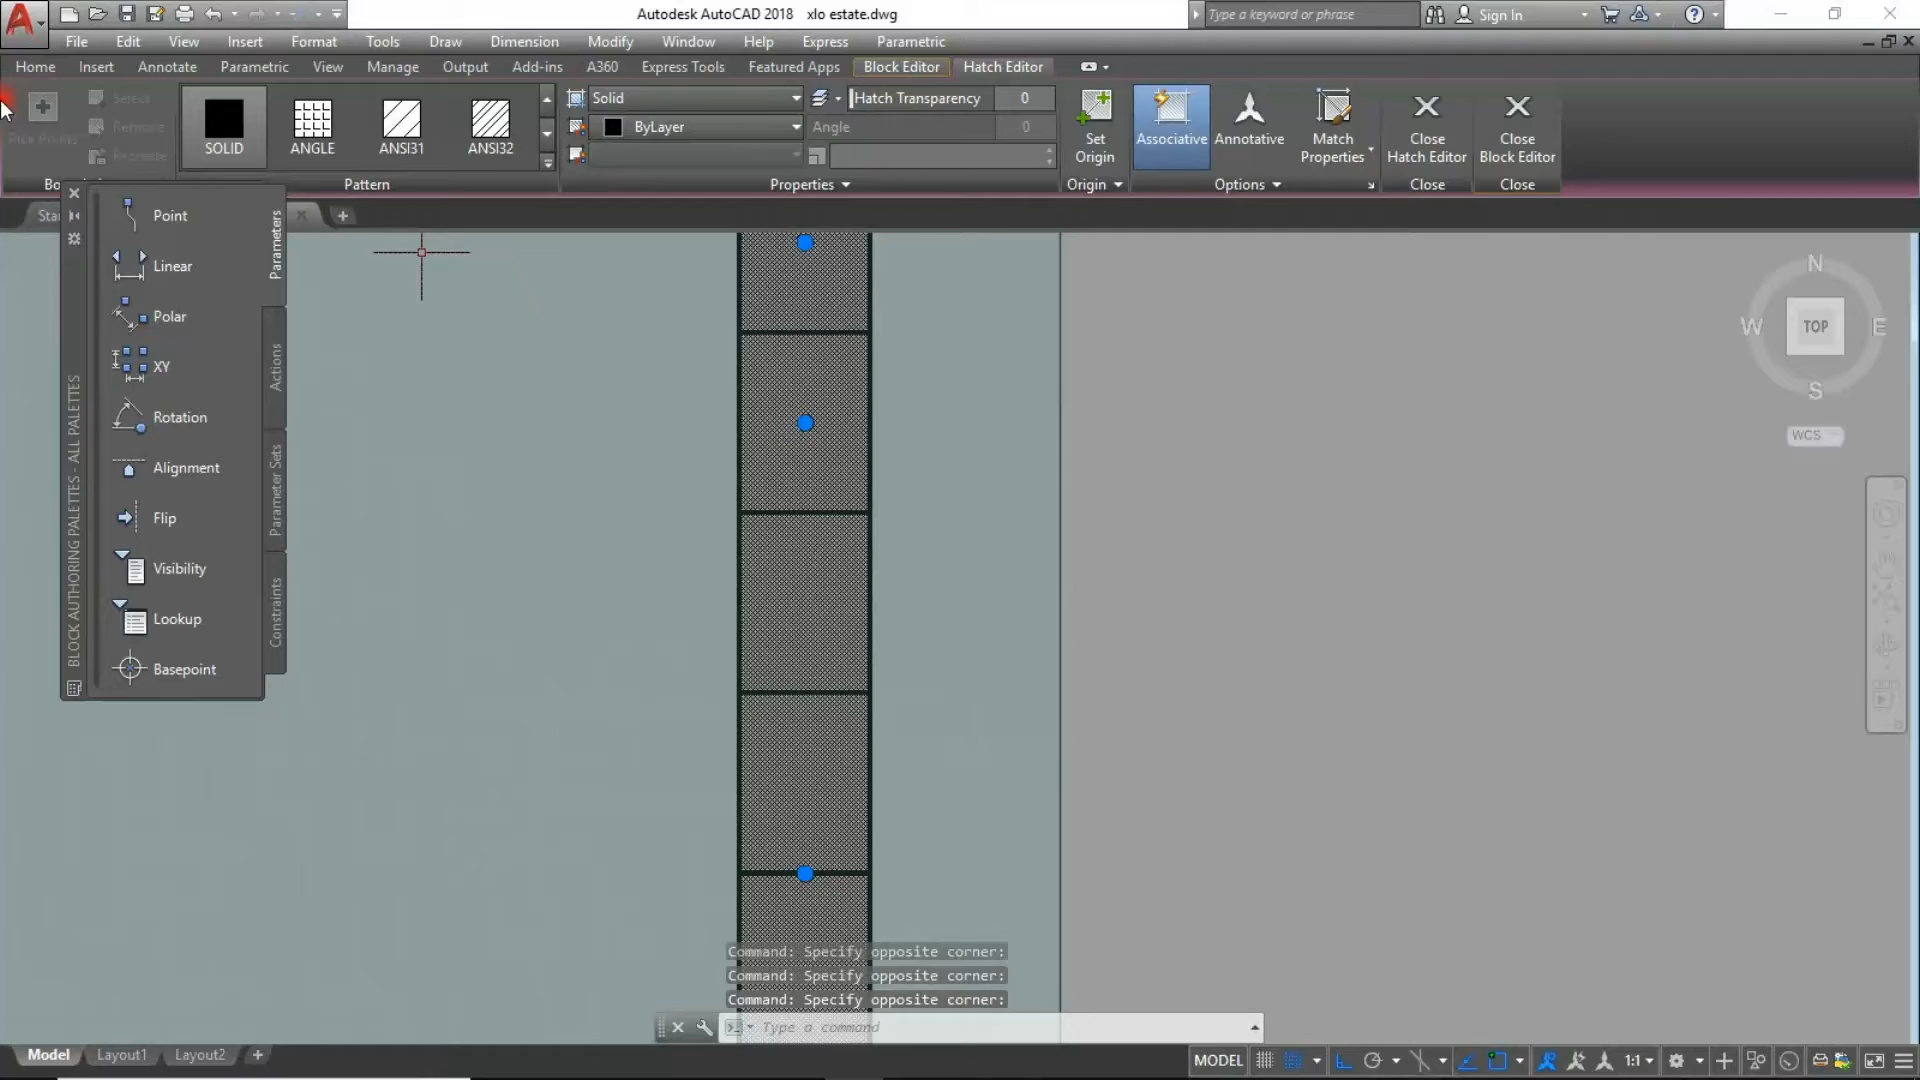 Autodesk AutoCAD 2018 xlo estate.dwg
Type a keyword or phrase
Sign In
File Edit View Insert Format Tools Draw Dimension Modify Window Help Express Parametric
Home Insert Annotate Parametric View Manage Output Add-ins A360 Express Tools Featured Apps Block Editor Hatch Editor
Pick Points
Select
Remove
Recreate
SOLID
ANGLE
ANSI31
ANSI32
Pattern
Solid
ByLayer
Hatch Transparency 0
Angle 0
Properties
Set Origin
Origin
Associative
Annotative
Match Properties
Options
Close Hatch Editor
Close
Close Block Editor
Close
Point
Linear
Polar
XY
Rotation
Alignment
Flip
Visibility
Lookup
Basepoint
Parameters
Actions
Parameter Sets
Constraints
BLOCK AUTHORING PALETTES - ALL PALETTES
N
W TOP E
S
WCS
Command: Specify opposite corner:
Command: Specify opposite corner:
Command: Specify opposite corner:
Type a command
Model Layout1 Layout2
MODEL
1:1